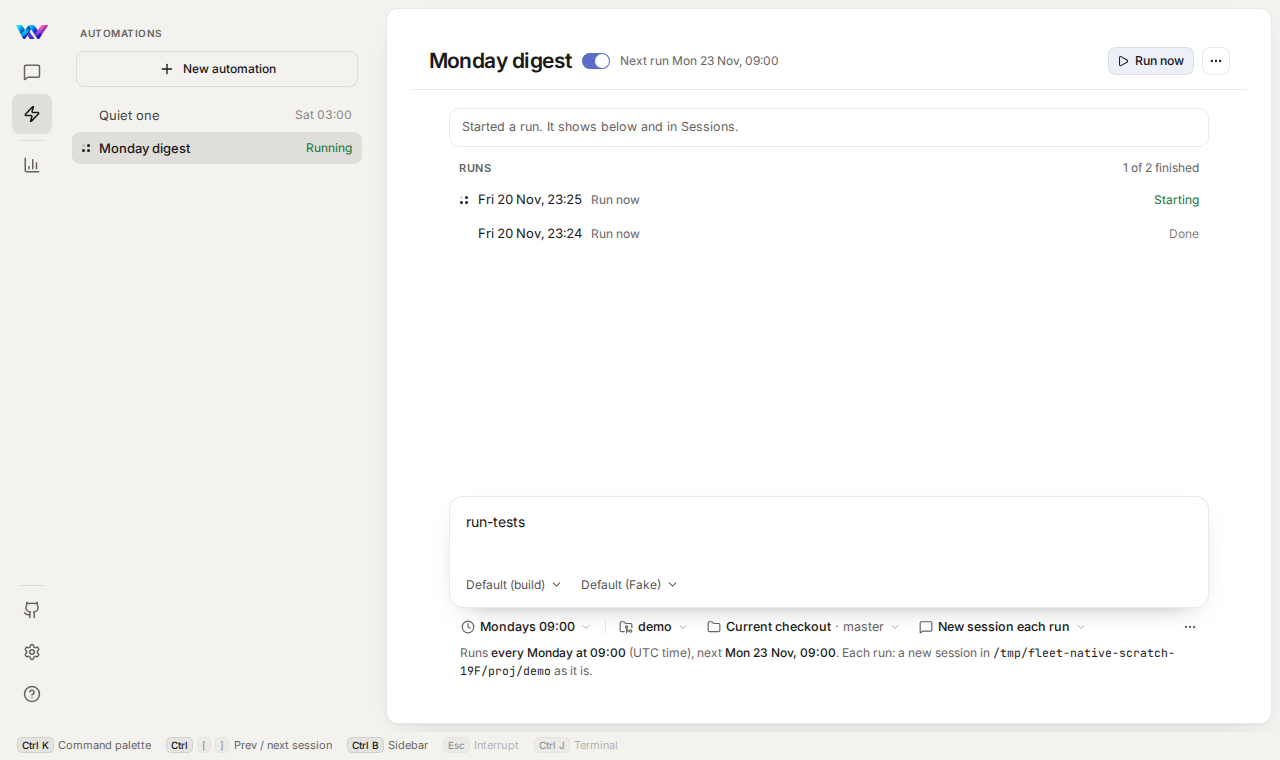 AUTOMATIONS
New automation
Quiet one Sat 03:00
Monday digest Running
Monday digest Next run Mon 23 Nov, 09:00 Run now
Started a run. It shows below and in Sessions.
RUNS 1 of 2 finished
Fri 20 Nov, 23:25 Run now Starting
Fri 20 Nov, 23:24 Run now Done
run-tests
Default (build) Default (Fake)
Mondays 09:00 demo Current checkout · master New session each run
Runs every Monday at 09:00 (UTC time), next Mon 23 Nov, 09:00. Each run: a new session in /tmp/fleet-native-scratch-
19F/proj/demo as it is.
Ctrl K Command palette Ctrl [ ] Prev / next session Ctrl B Sidebar Esc Interrupt Ctrl J Terminal